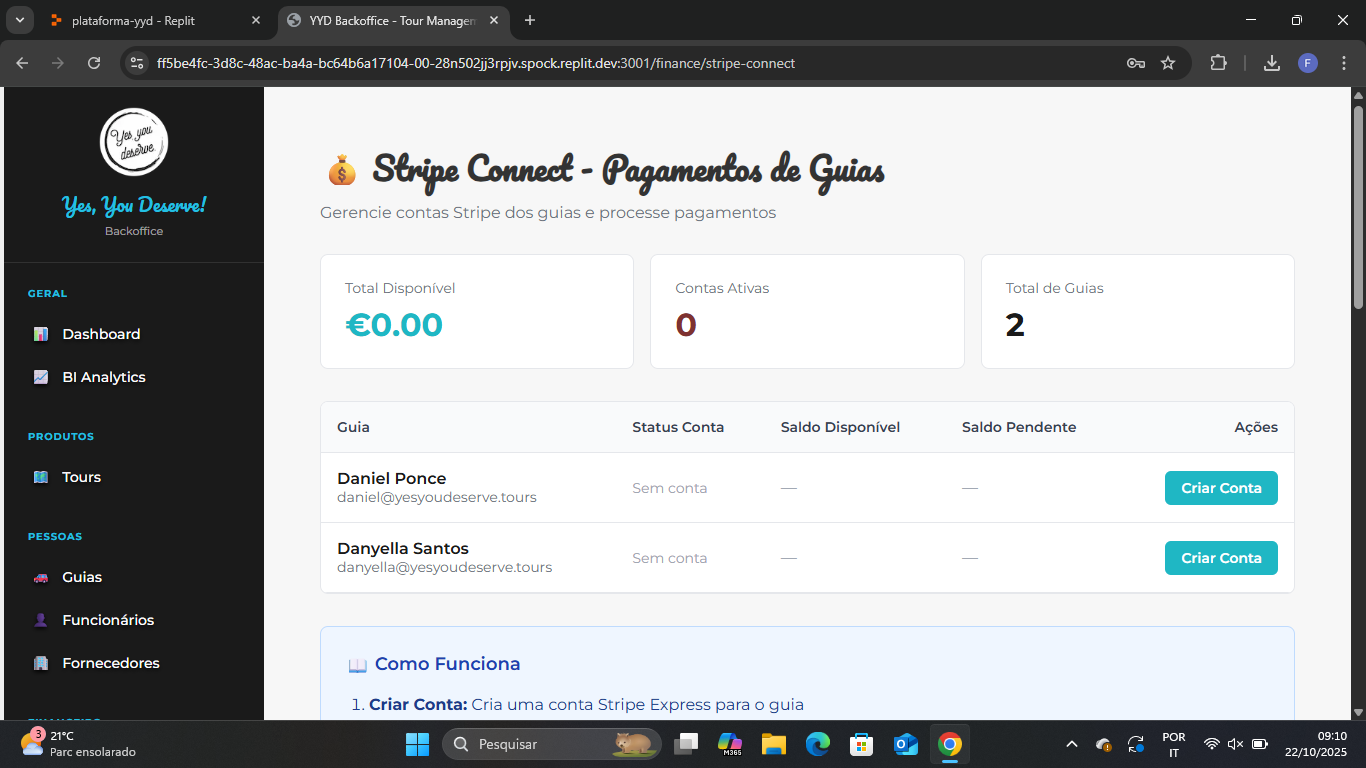 plataforma-yyd - Replit
YYD Backoffice - Tour Managem
ff5be4fc-3d8c-48ac-ba4a-bc64b6a17104-00-28n502jj3rpjv.spock.replit.dev:3001/finance/stripe-connect
F
Yes you
deserve
Yes, You Deserve!
Backoffice
GERAL
Dashboard
BI Analytics
PRODUTOS
Tours
PESSOAS
Guias
Funcionários
Fornecedores
Stripe Connect - Pagamentos de Guias
Gerencie contas Stripe dos guias e processe pagamentos
Total Disponível
€0.00
Contas Ativas
0
Total de Guias
2
Guia Status Conta Saldo Disponível Saldo Pendente Ações
Daniel Ponce
daniel@yesyoudeserve.tours
Sem conta — — Criar Conta
Danyella Santos
danyella@yesyoudeserve.tours
Sem conta — — Criar Conta
Como Funciona
1. Criar Conta: Cria uma conta Stripe Express para o guia
3
21°C
Parc ensolarado
Pesquisar
M365
POR
IT
09:10
22/10/2025